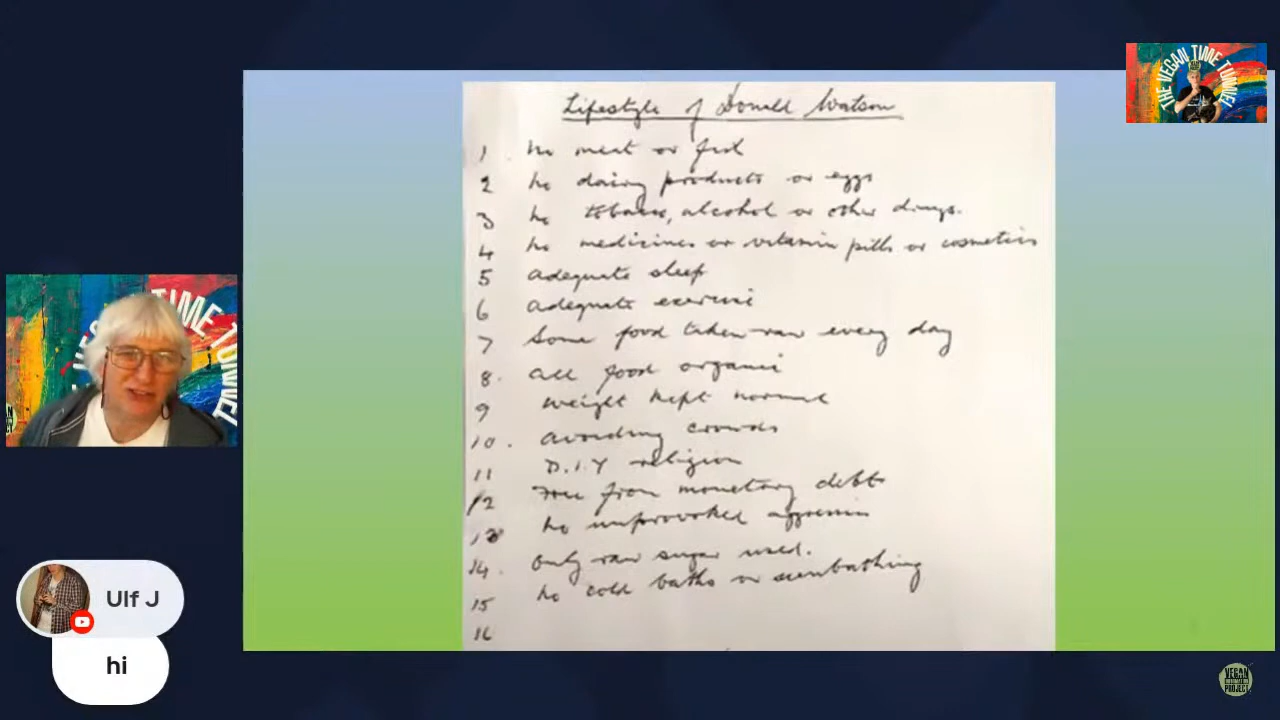 THE VEGAN TIME TUNNEL
Lifestyle of Donald Watson
1 No meat or fish
2 No dairy products or eggs
3 No tobacco, alcohol or other drugs.
4 No medicines or vitamin pills or cosmetics
5 Adequate sleep
6 Adequate exercise
7 Some food taken raw every day
8. All food organic
9 Weight kept normal
10. Avoiding crowds
11 D.I.Y religion
12 Free from monetary debt
13 No unprovoked aggression
14. Only raw sugar used.
15 No cold baths or sunbathing
16
TIME TUNNEL
Ulf J
hi
VEGAN
PROJECT